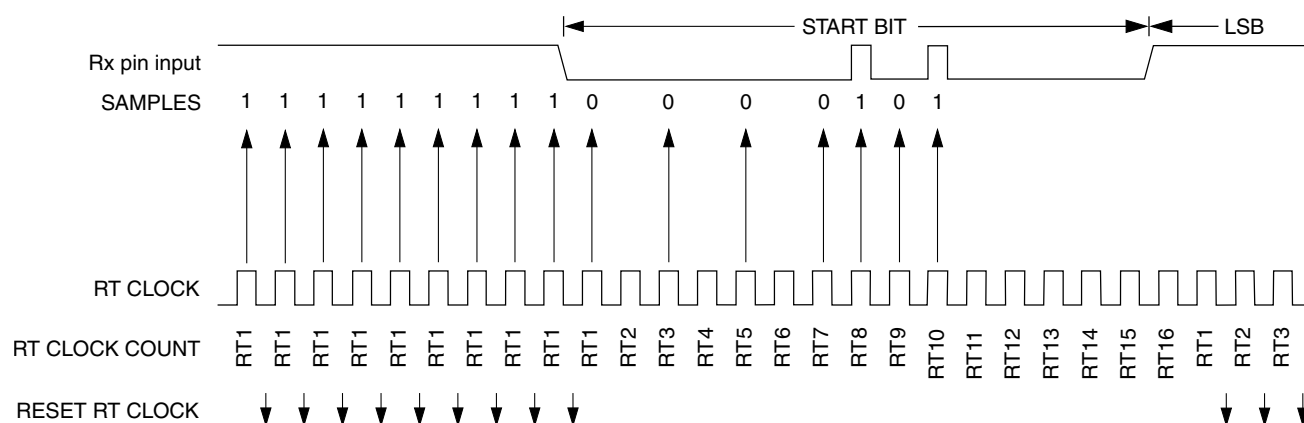 START BIT LSB
Rx pin input
SAMPLES 1 1 1 1 1 1 1 1 1 0 0 0 0 1 0 1
RT CLOCK
RT CLOCK COUNT RT1 RT1 RT1 RT1 RT1 RT1 RT1 RT1 RT1 RT1 RT2 RT3 RT4 RT5 RT6 RT7 RT8 RT9 RT10 RT11 RT12 RT13 RT14 RT15 RT16 RT1 RT2 RT3
RESET RT CLOCK